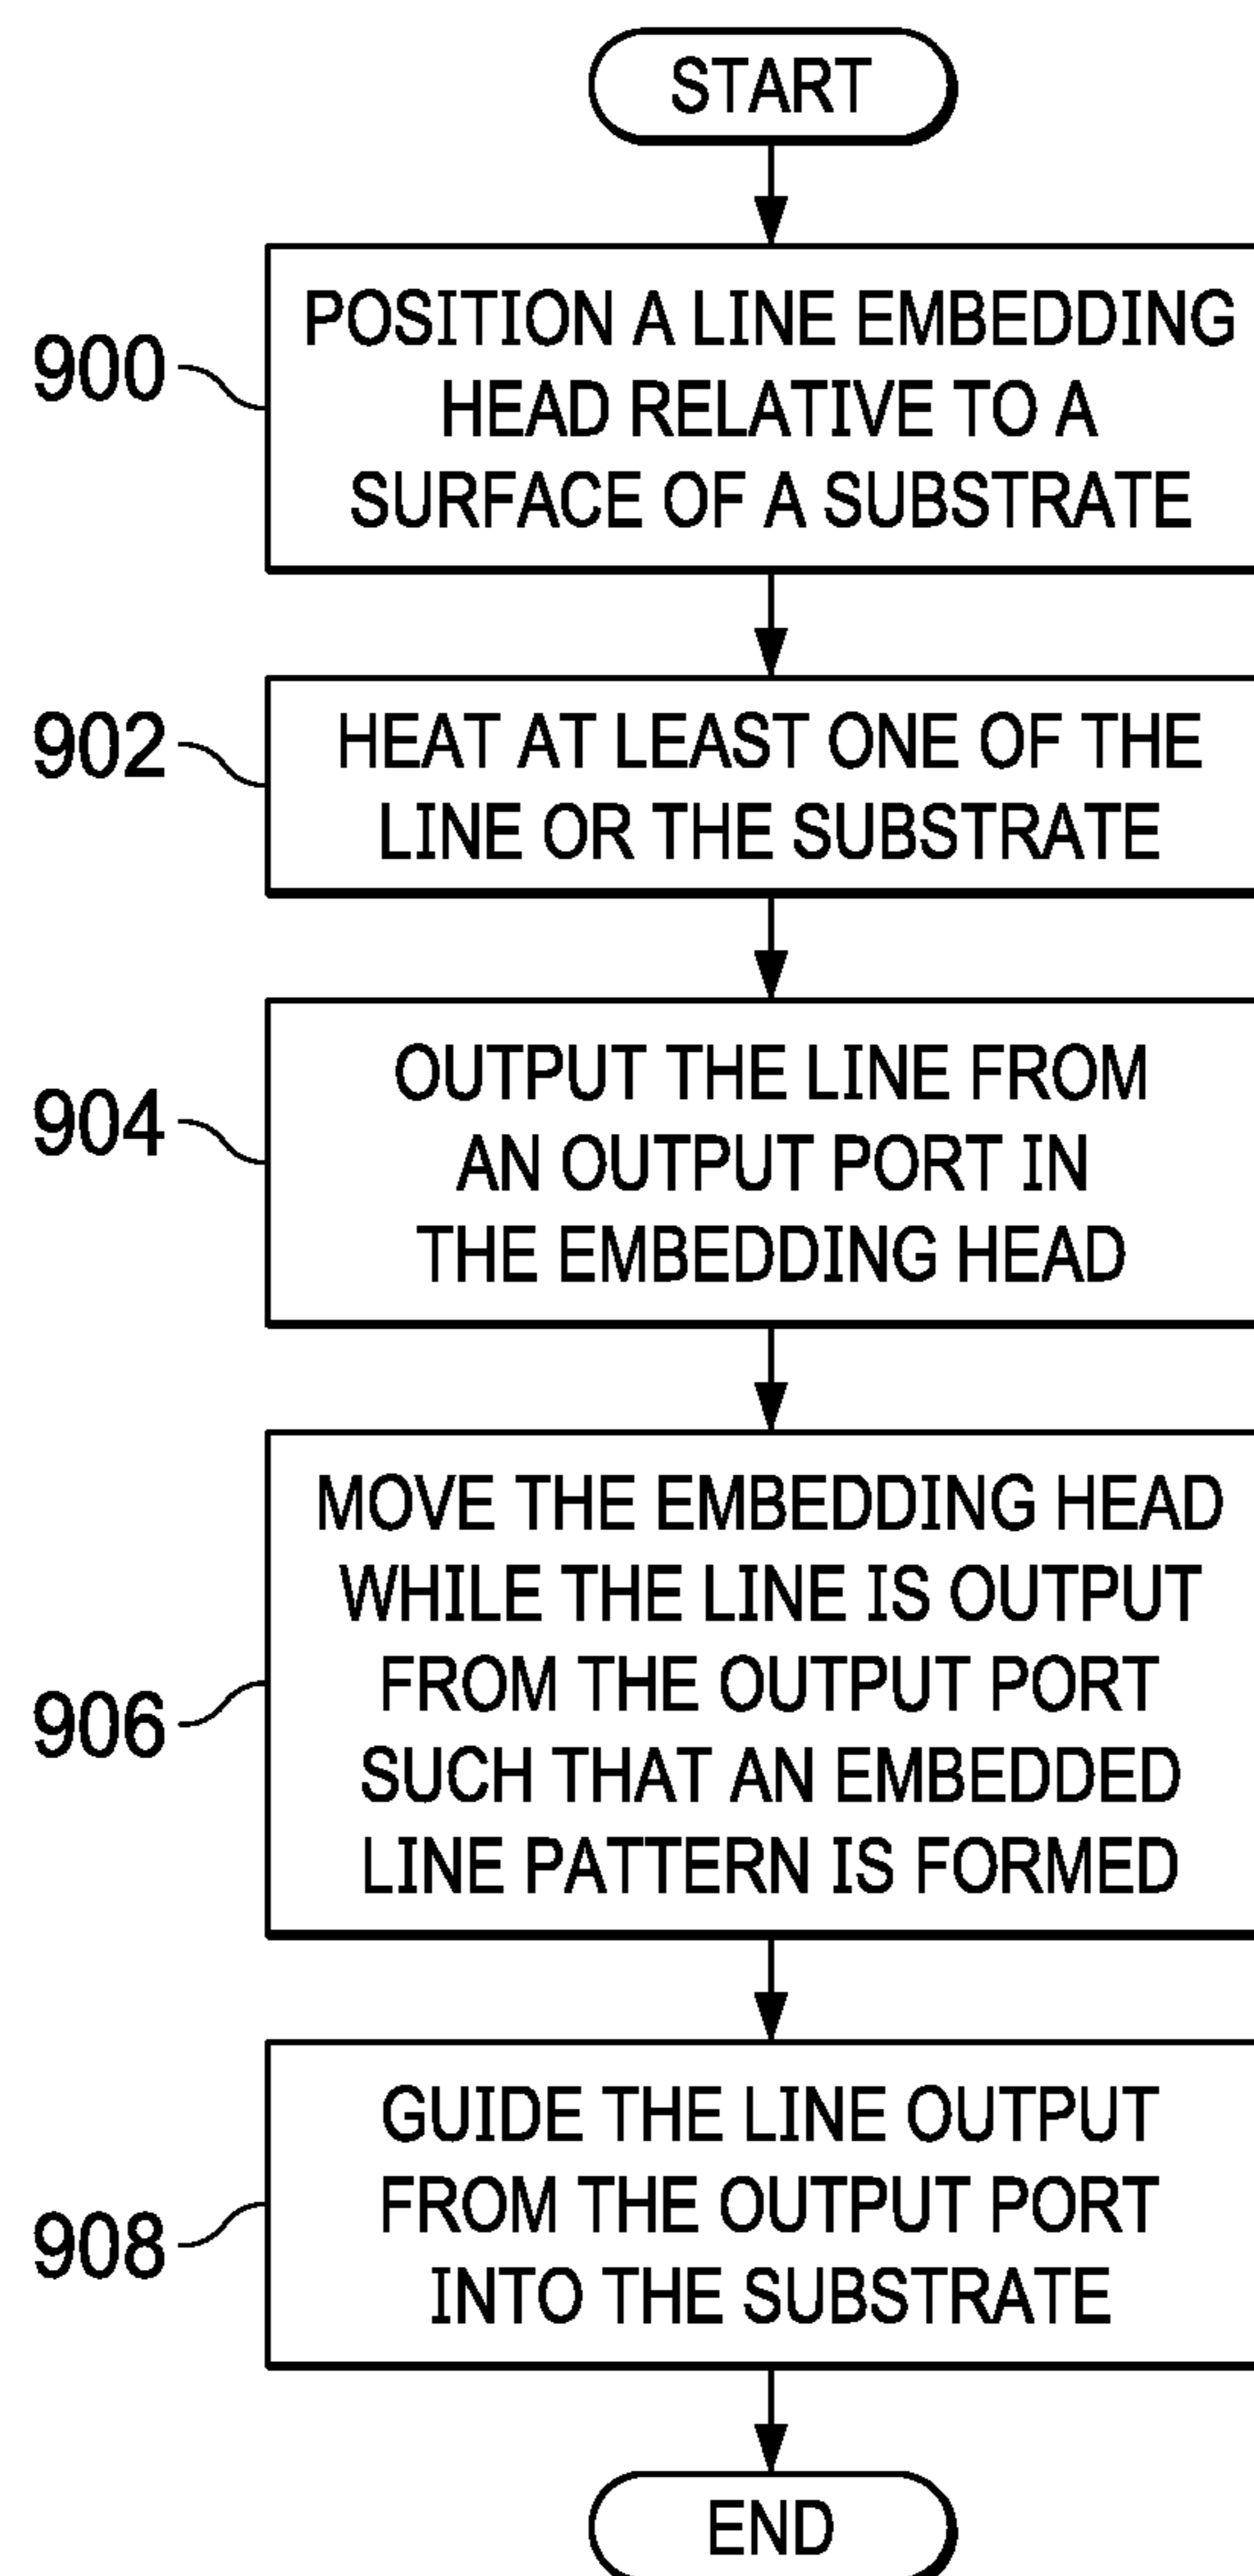 START
900
POSITION A LINE EMBEDDING
HEAD RELATIVE TO A
SURFACE OF A SUBSTRATE
902
HEAT AT LEAST ONE OF THE
LINE OR THE SUBSTRATE
904
OUTPUT THE LINE FROM
AN OUTPUT PORT IN
THE EMBEDDING HEAD
906
MOVE THE EMBEDDING HEAD
WHILE THE LINE IS OUTPUT
FROM THE OUTPUT PORT
SUCH THAT AN EMBEDDED
LINE PATTERN IS FORMED
908
GUIDE THE LINE OUTPUT
FROM THE OUTPUT PORT
INTO THE SUBSTRATE
END